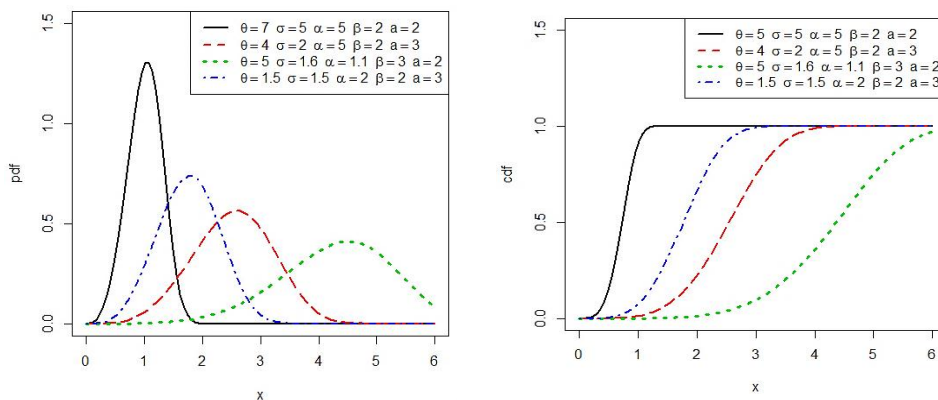 θ= 7 σ= 5 α= 5 β= 2 a= 2
θ= 4 σ= 2 α= 5 β= 2 a= 3
θ= 5 σ= 1.6 α= 1.1 β= 3 a= 2
θ= 1.5 σ= 1.5 α= 2 β= 2 a= 3
pdf
0.0 0.5 1.0 1.5
0 1 2 3 4 5 6
x
θ= 5 σ= 5 α= 5 β= 2 a= 2
θ= 4 σ= 2 α= 5 β= 2 a= 3
θ= 5 σ= 1.6 α= 1.1 β= 3 a= 2
θ= 1.5 σ= 1.5 α= 2 β= 2 a= 3
cdf
0.0 0.5 1.0 1.5
0 1 2 3 4 5 6
x